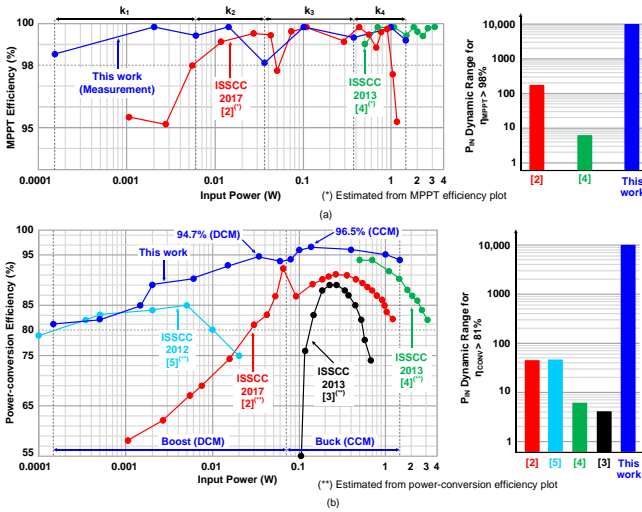 k₁ k₂ k₃ k₄
100
98
95
MPPT Efficiency (%)
This work
(Measurement)
ISSCC
2017
[2](*)
ISSCC
2013
[4](*)
0.0001 0.001 0.01 0.1 1 2 3 4
Input Power (W)
(*) Estimated from MPPT efficiency plot
(a)
P_IN Dynamic Range for
η_MPPT > 98%
10,000
1000
100
10
1
[2] [4] This
work
100
95
90
85
80
75
65
55
Power-conversion Efficiency (%)
94.7% (DCM)
96.5% (CCM)
This work
ISSCC
2012
[5](**)
ISSCC
2017
[2](**)
ISSCC
2013
[3](**)
ISSCC
2013
[4](**)
Boost (DCM) Buck (CCM)
0.0001 0.001 0.01 0.1 1 2 3 4
Input Power (W)
(**) Estimated from power-conversion efficiency plot
(b)
P_IN Dynamic Range for
η_CONV > 81%
10,000
1000
100
10
1
[2] [5] [4] [3] This
work